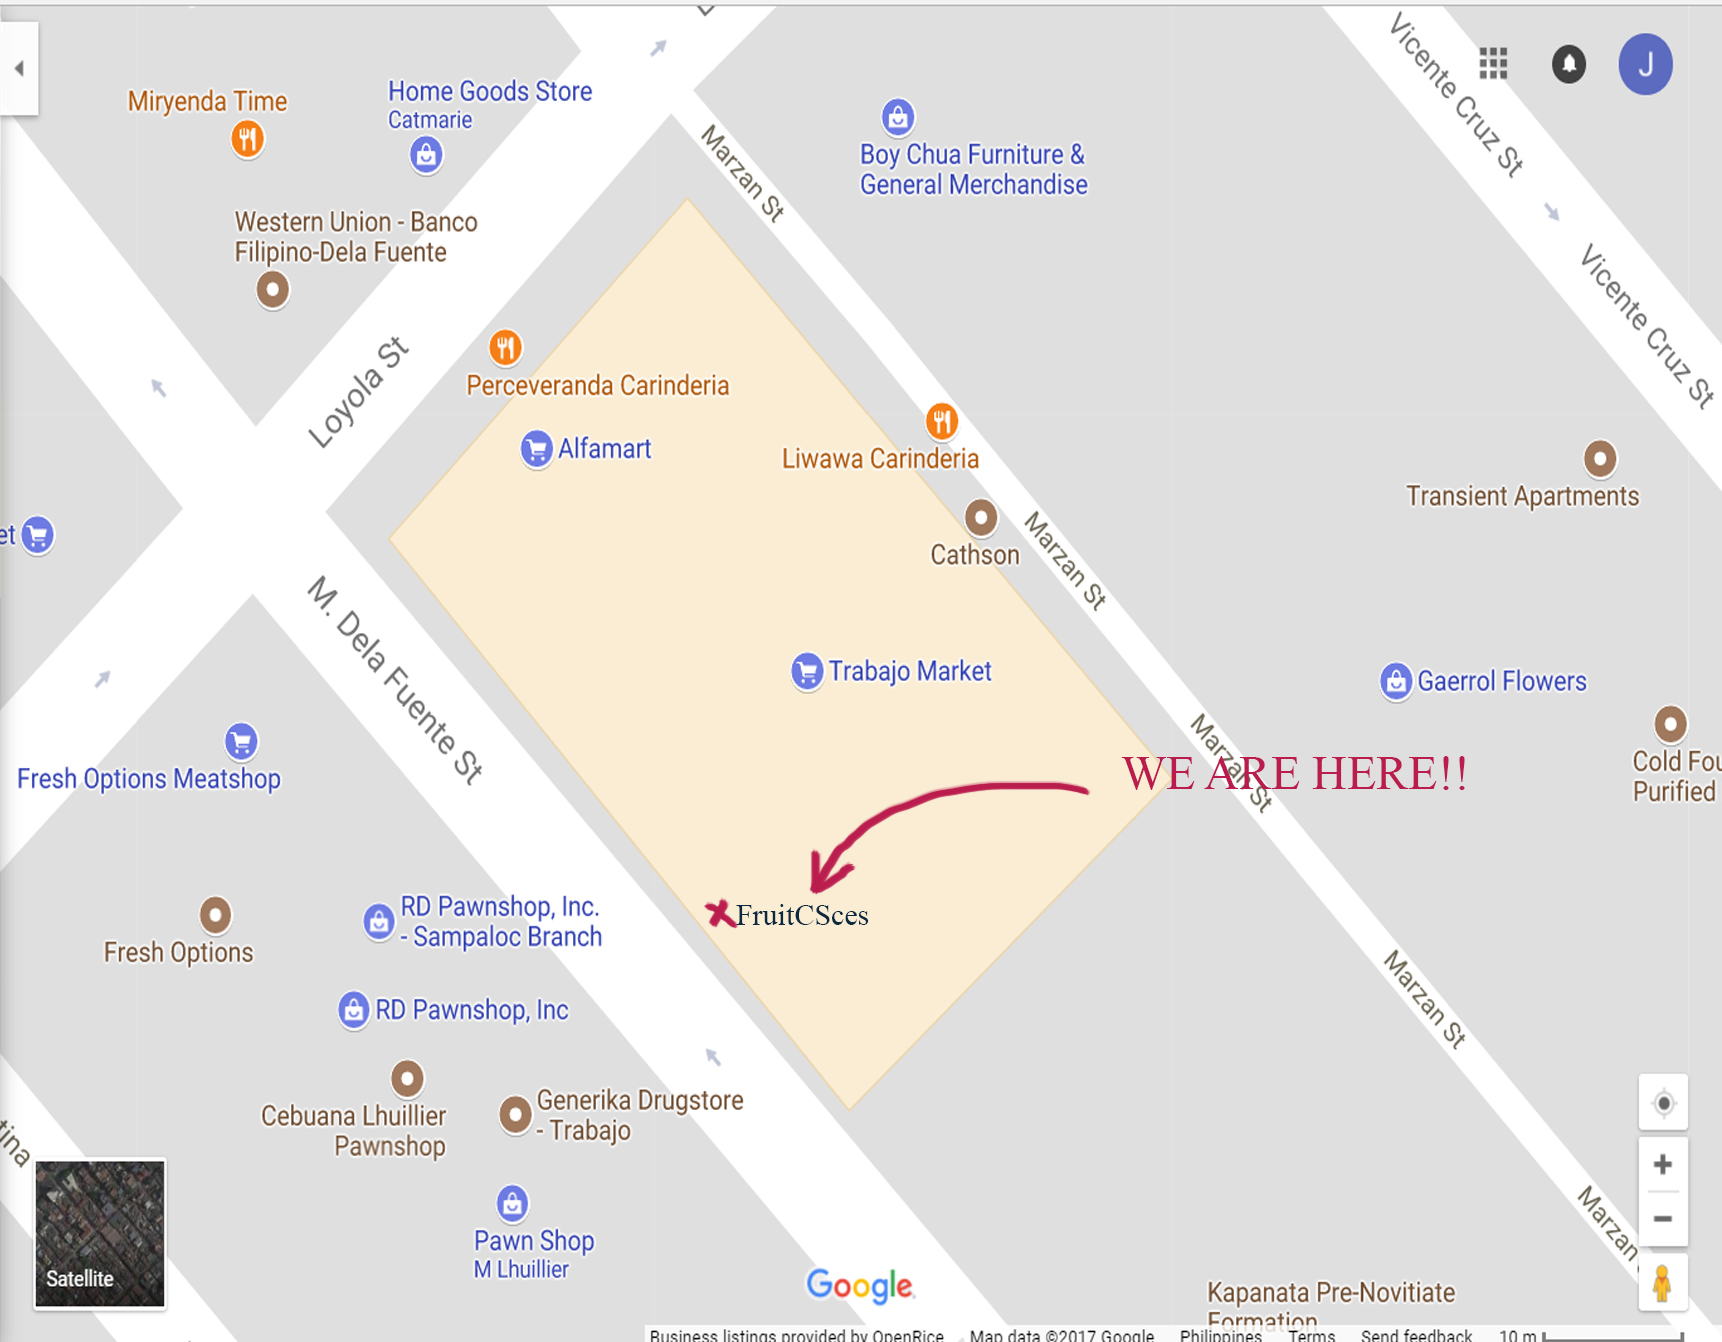 Miryenda Time
Home Goods Store
Catmarie
Western Union - Banco
Filipino-Dela Fuente
Boy Chua Furniture &
General Merchandise
Vicente Cruz St
Vicente Cruz St
J
Marzan St
Loyola St
Perceveranda Carinderia
Alfamart
Liwawa Carinderia
Cathson
Marzan St
Transient Apartments
et
M. Dela Fuente St
Trabajo Market
Gaerrol Flowers
Marzan St
WE ARE HERE!!
Cold Fou
Purified
Fresh Options Meatshop
FruitCSces
RD Pawnshop, Inc.
- Sampaloc Branch
Fresh Options
RD Pawnshop, Inc
Marzan St
Cebuana Lhuillier
Pawnshop
Generika Drugstore
- Trabajo
tina
Pawn Shop
M Lhuillier
Marzan
Satellite
Google
Kapanata Pre-Novitiate
Formation
Business listings provided by OpenRice Map data ©2017 Google Philippines Terms Send feedback 10 m